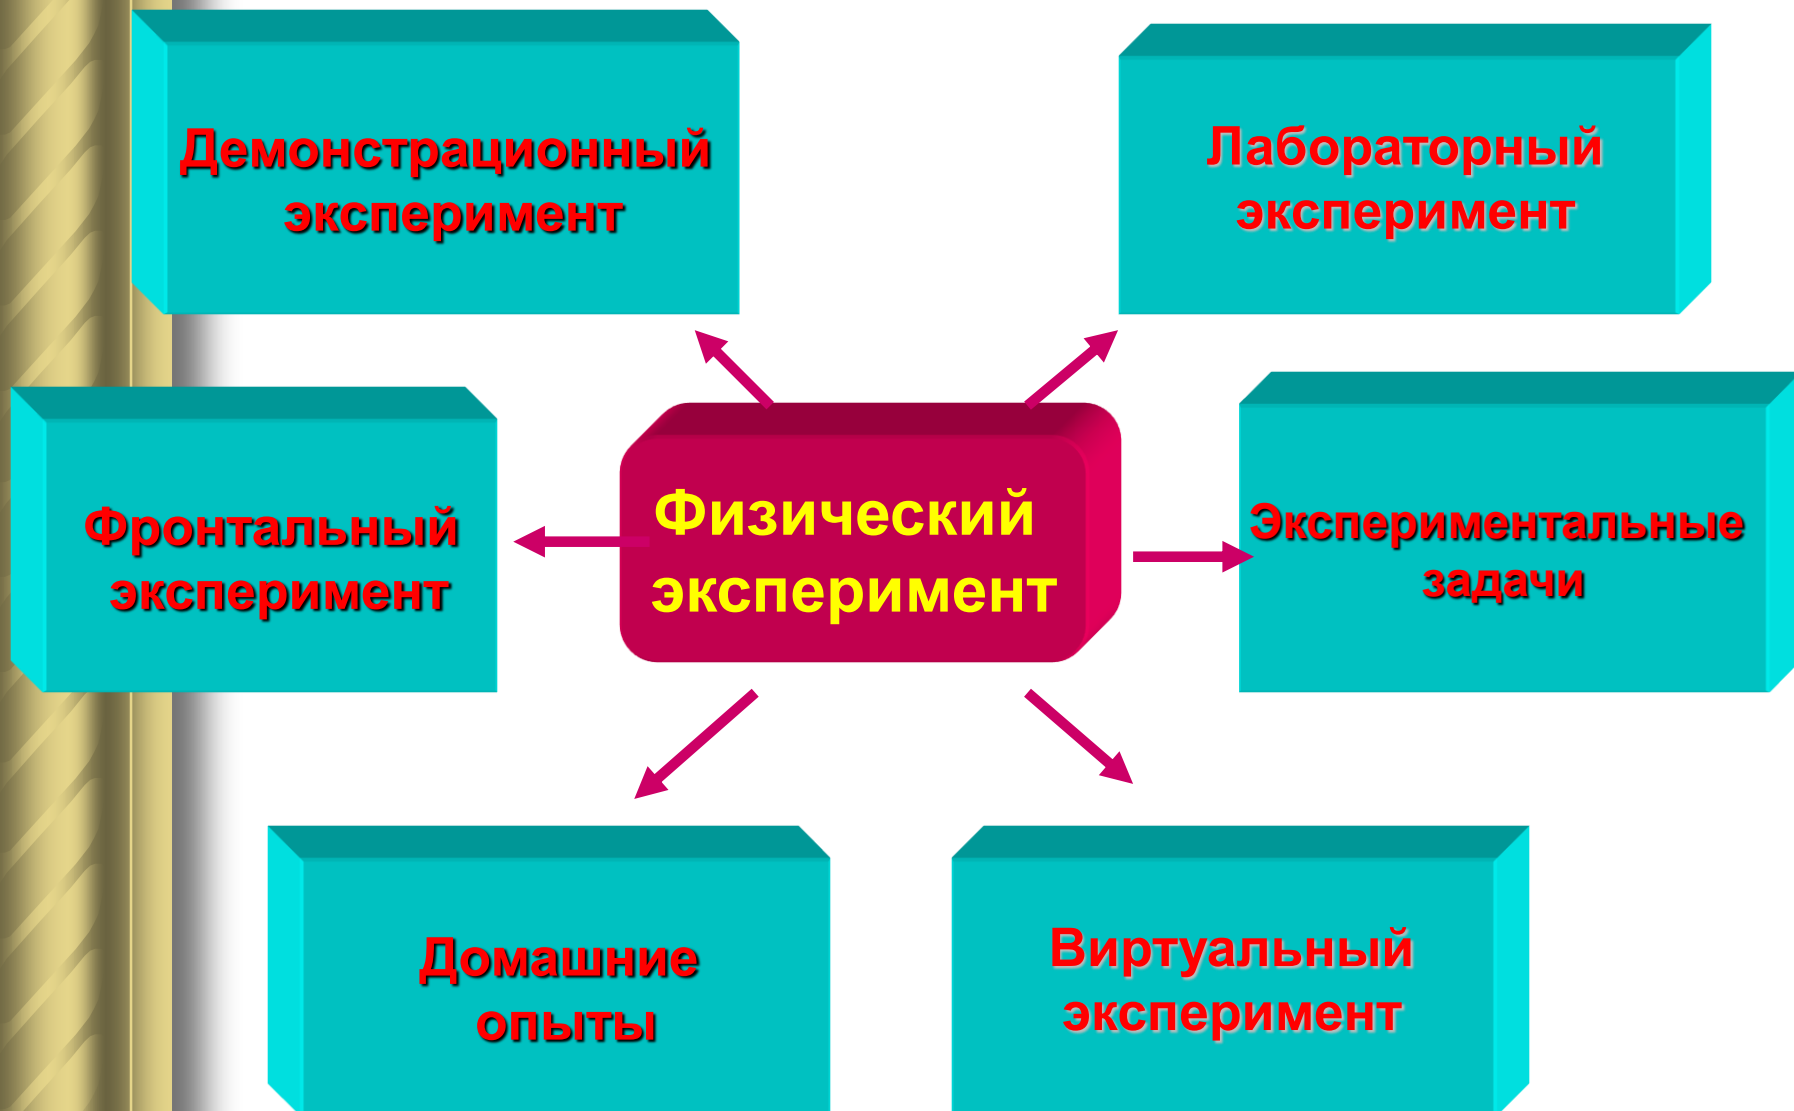 Демонстрационный
эксперимент
Лабораторный
эксперимент
Фронтальный
эксперимент
Физический
эксперимент
Экспериментальные
задачи
Домашние
опыты
Виртуальный
эксперимент